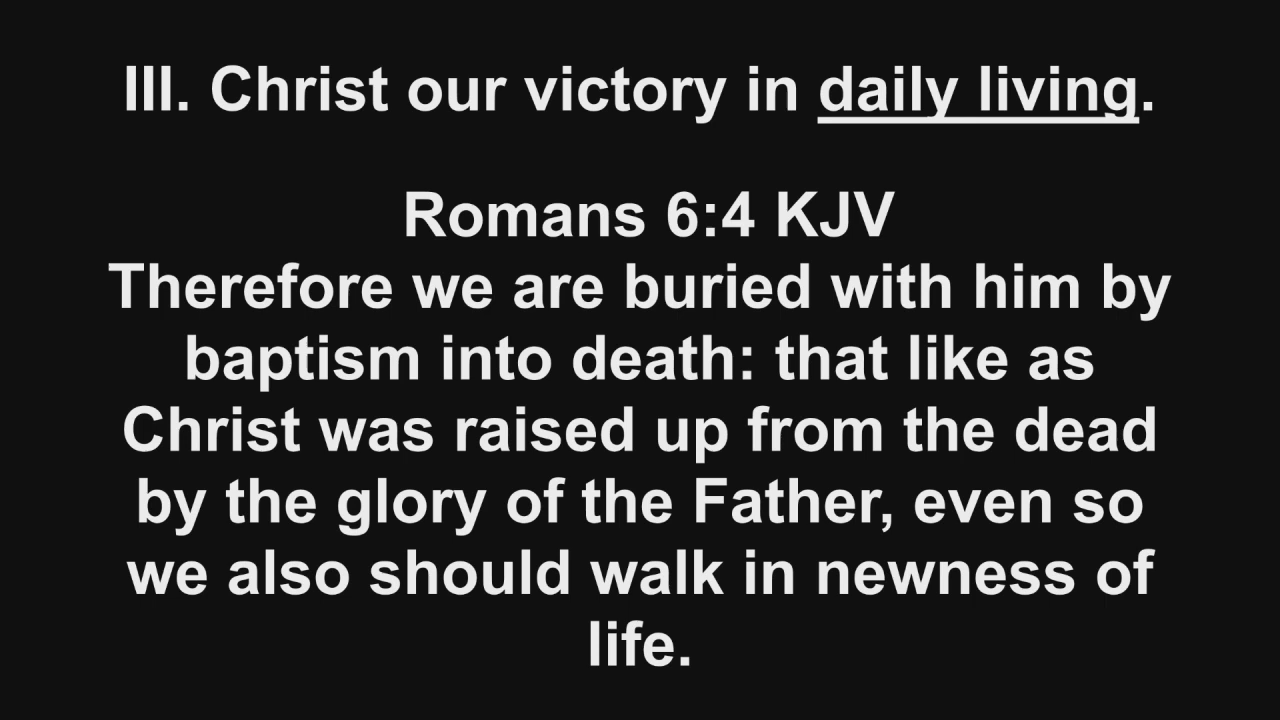 III. Christ our victory in daily living.
Romans 6:4 KJV
Therefore we are buried with him by
baptism into death: that like as
Christ was raised up from the dead
by the glory of the Father, even so
we also should walk in newness of
life.